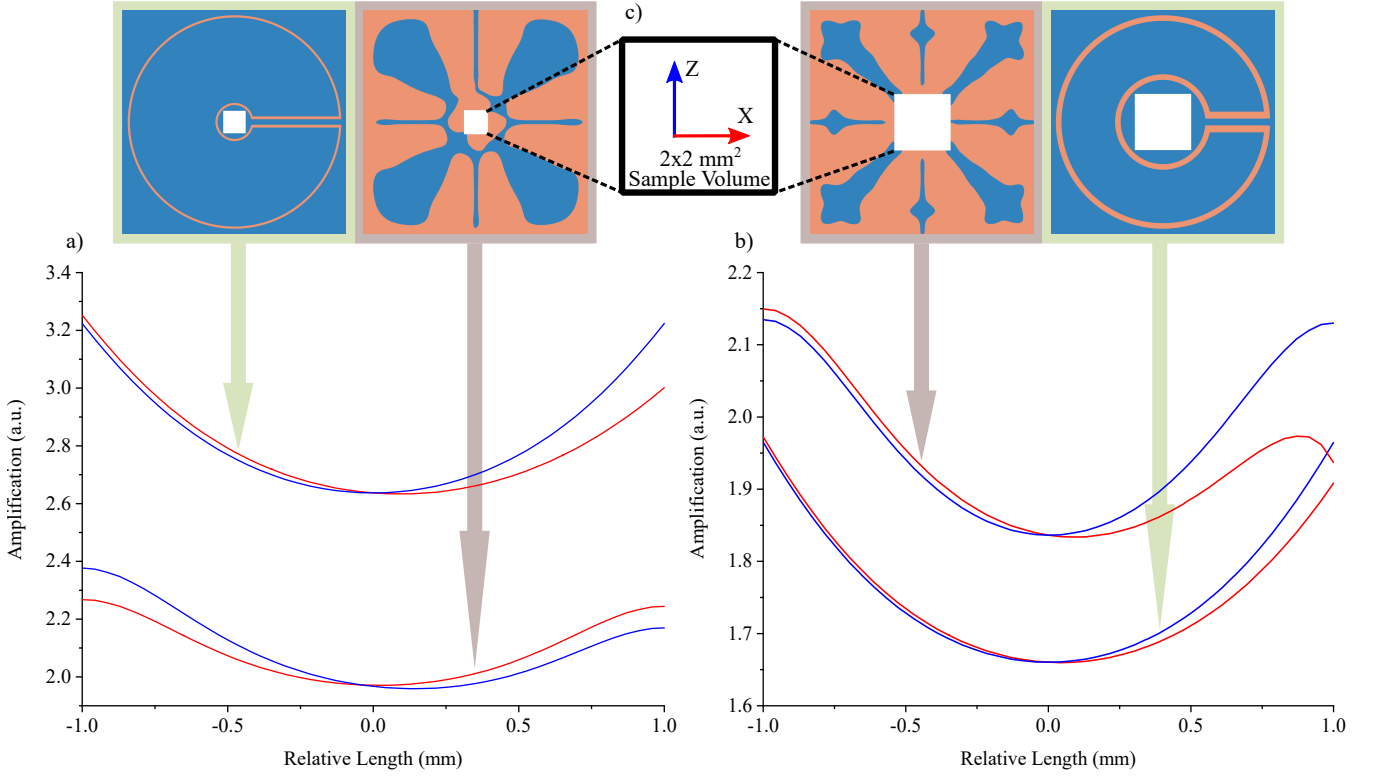 c)
Z
X
2x2 mm²
Sample Volume
a)
3.4
3.2
3.0
2.8
2.6
2.4
2.2
2.0
Amplification (a.u.)
-1.0
-0.5
0.0
0.5
1.0
Relative Length (mm)
b)
2.2
2.1
2.0
1.9
1.8
1.7
1.6
Amplification (a.u.)
-1.0
-0.5
0.0
0.5
1.0
Relative Length (mm)